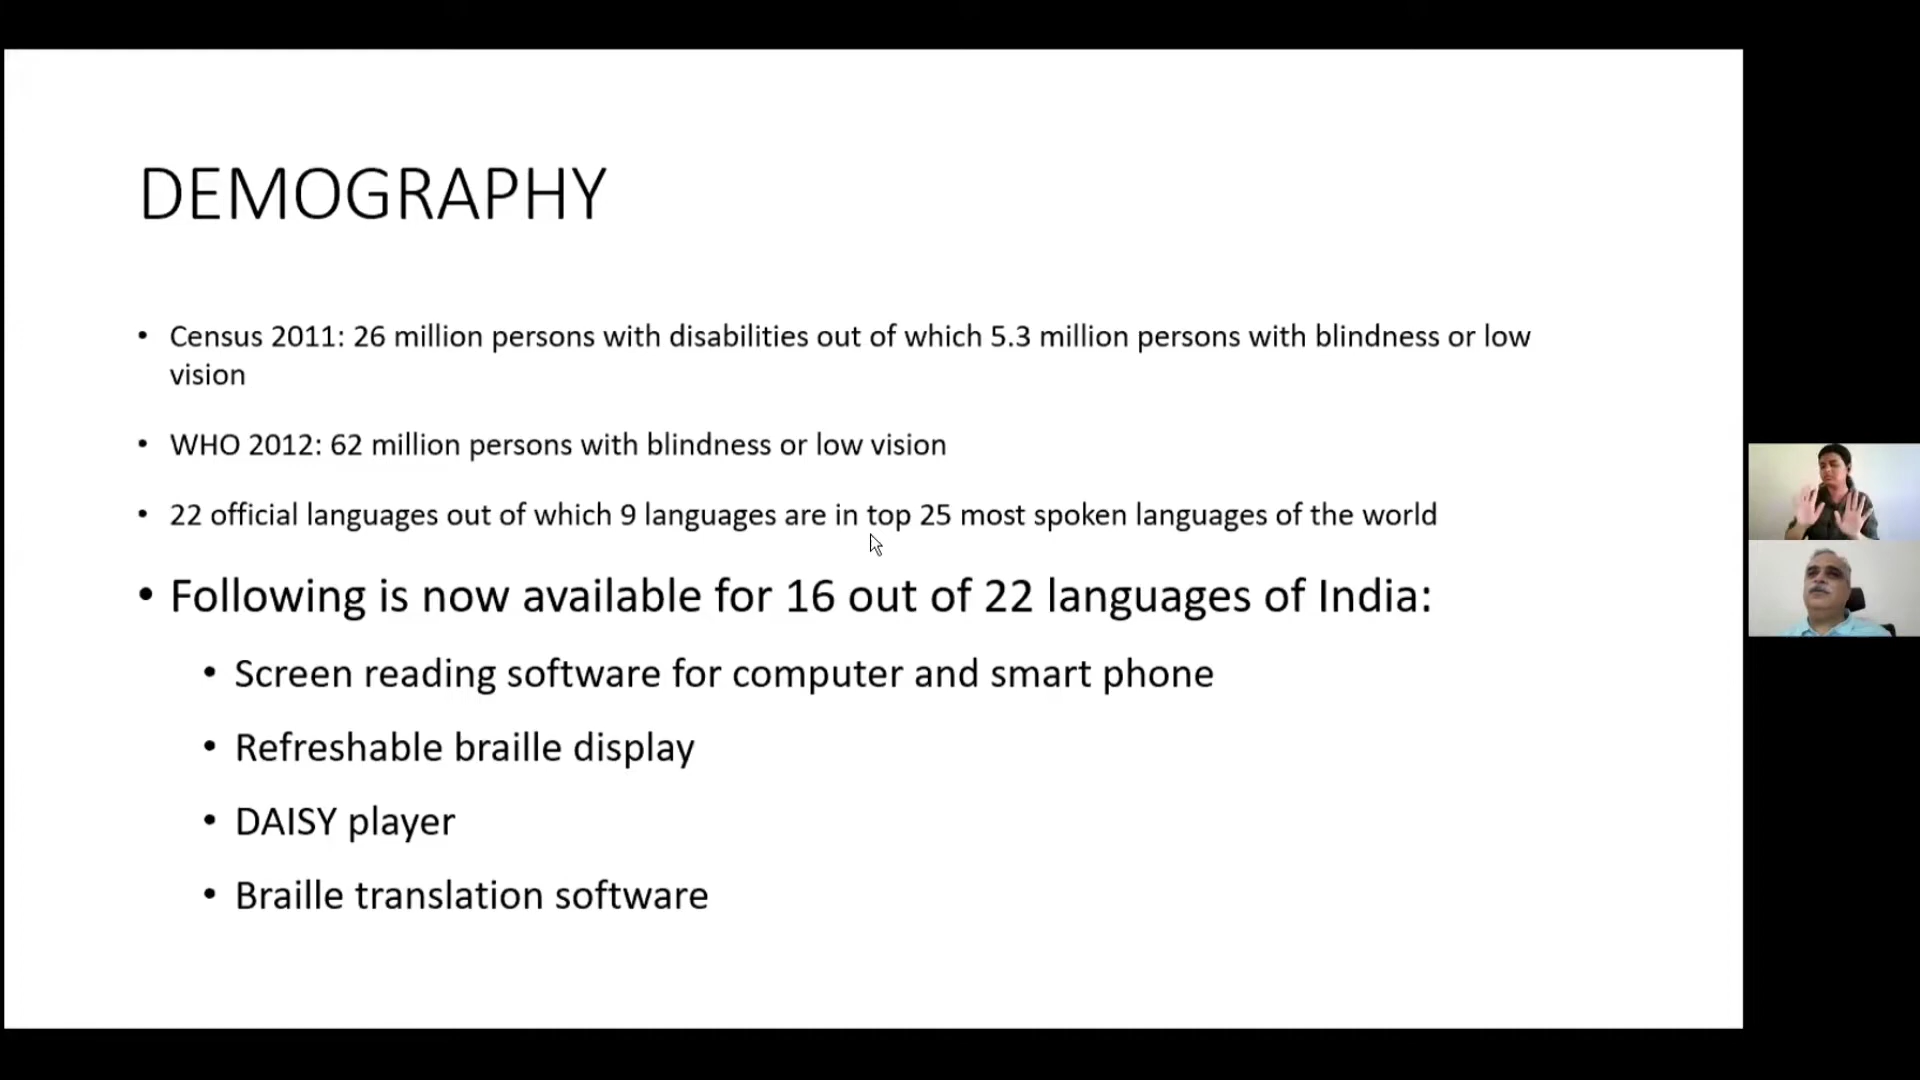 DEMOGRAPHY
• Census 2011: 26 million persons with disabilities out of which 5.3 million persons with blindness or low
vision
• WHO 2012: 62 million persons with blindness or low vision
• 22 official languages out of which 9 languages are in top 25 most spoken languages of the world
• Following is now available for 16 out of 22 languages of India:
• Screen reading software for computer and smart phone
• Refreshable braille display
• DAISY player
• Braille translation software